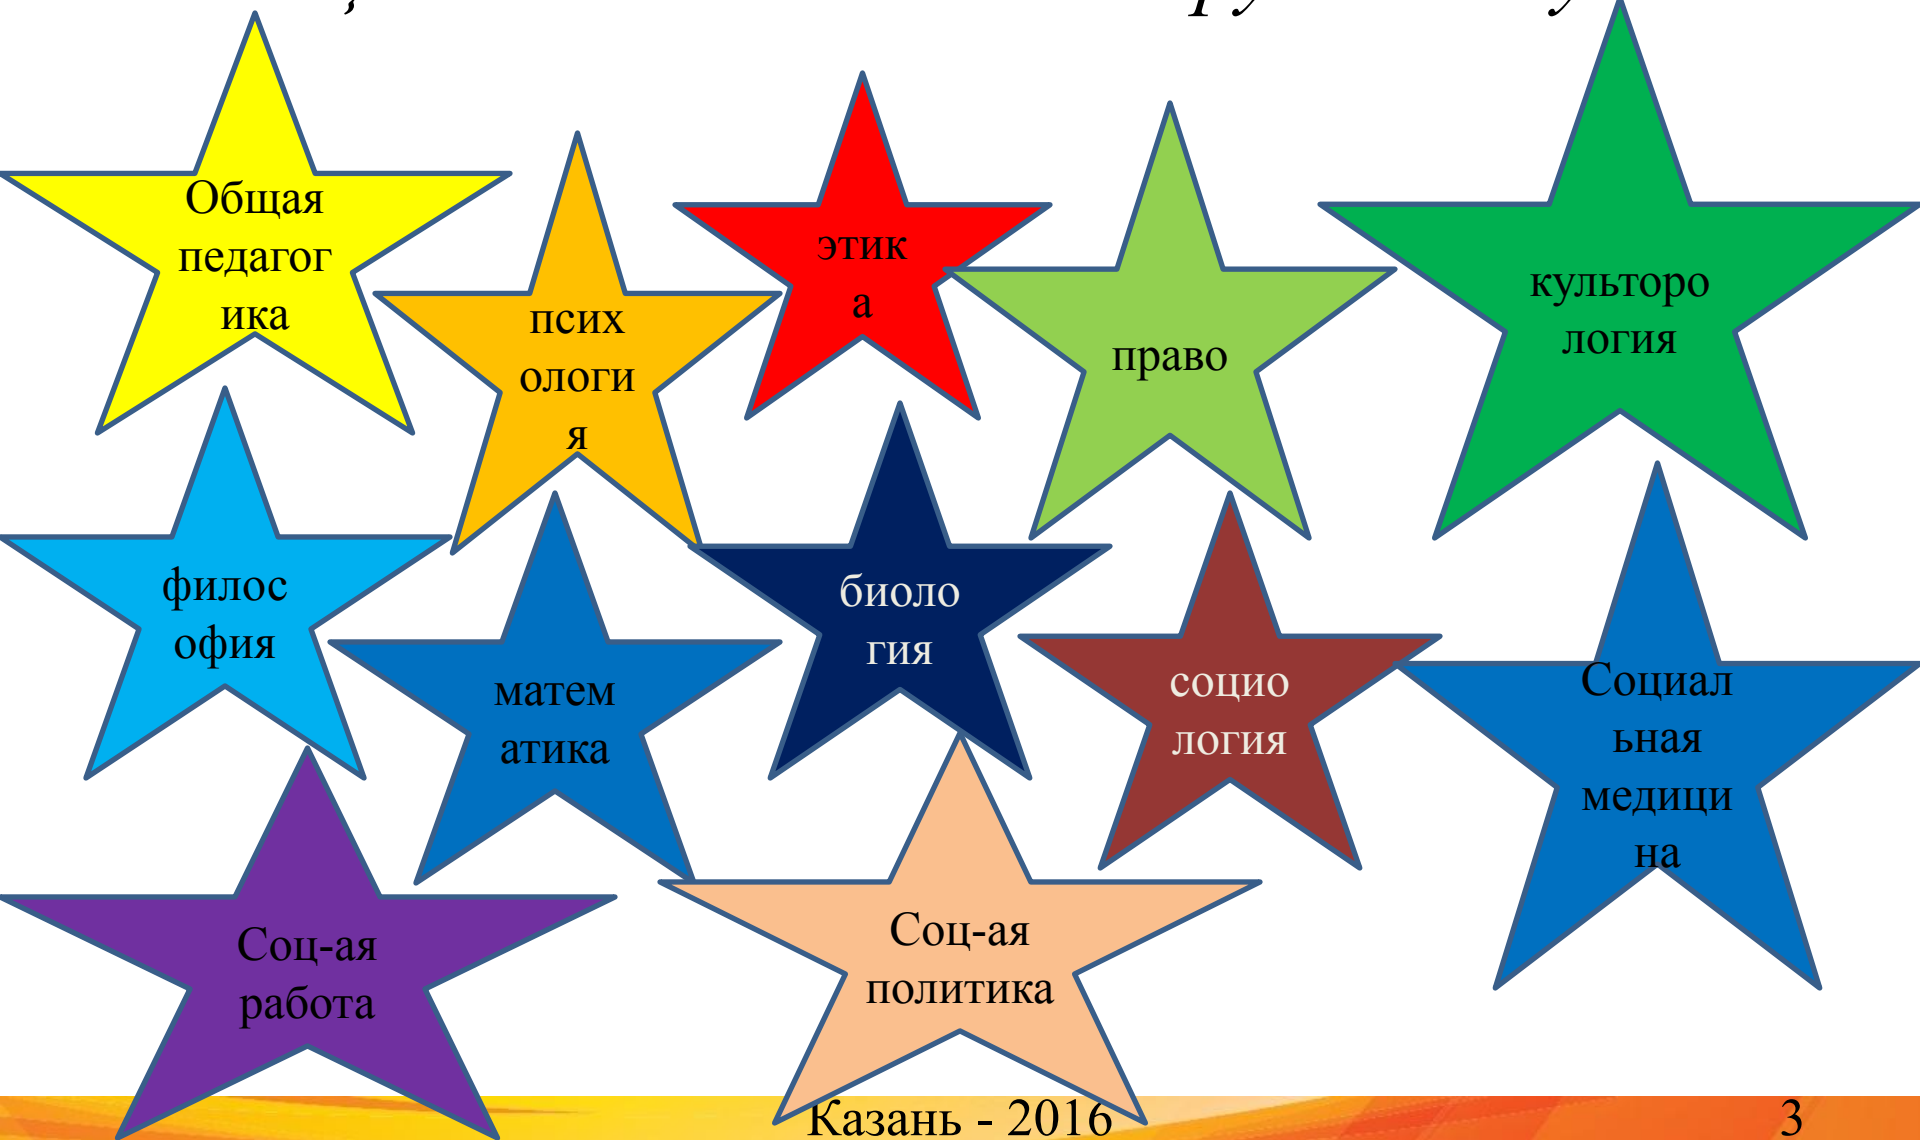 Общая
педагог
ика
псих
ологи
я
этик
а
право
культоро
логия
филос
офия
матем
атика
биоло
гия
социо
логия
Социал
ьная
медици
на
Соц-ая
работа
Соц-ая
политика
Казань - 2016
3